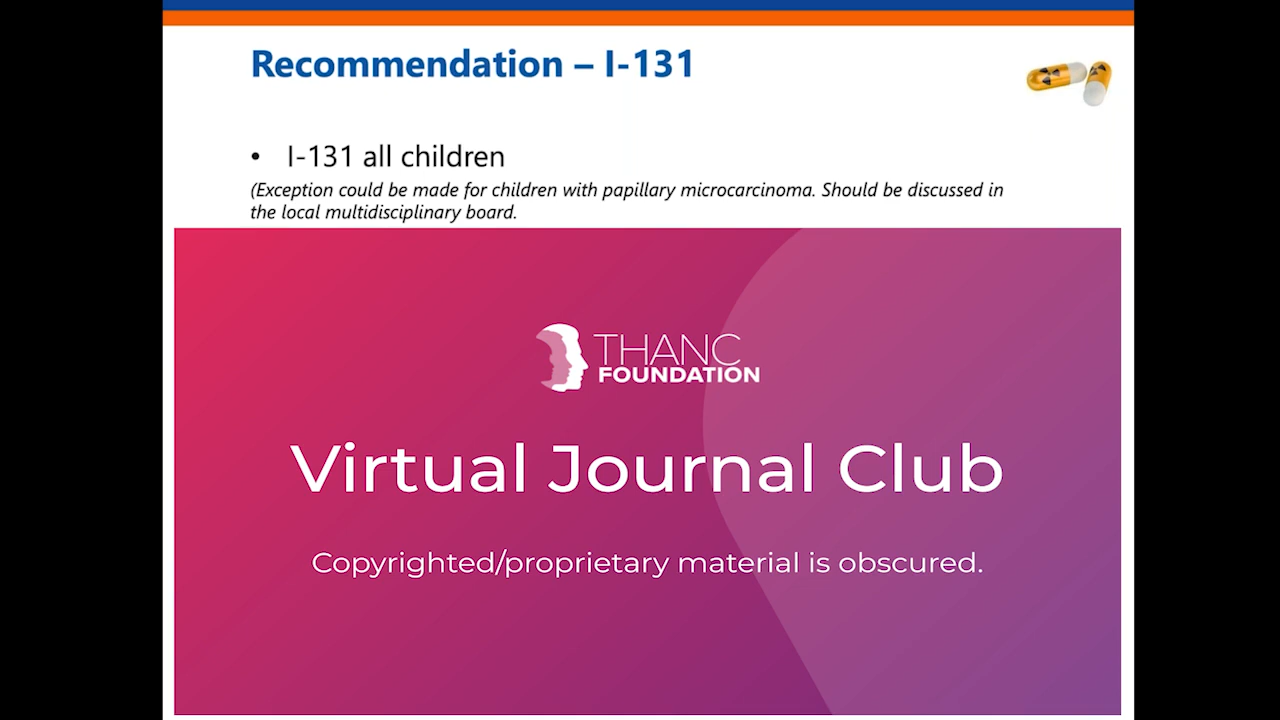 Recommendation – I-131
• I-131 all children
(Exception could be made for children with papillary microcarcinoma. Should be discussed in
the local multidisciplinary board.
THANC
FOUNDATION
Virtual Journal Club
Copyrighted/proprietary material is obscured.